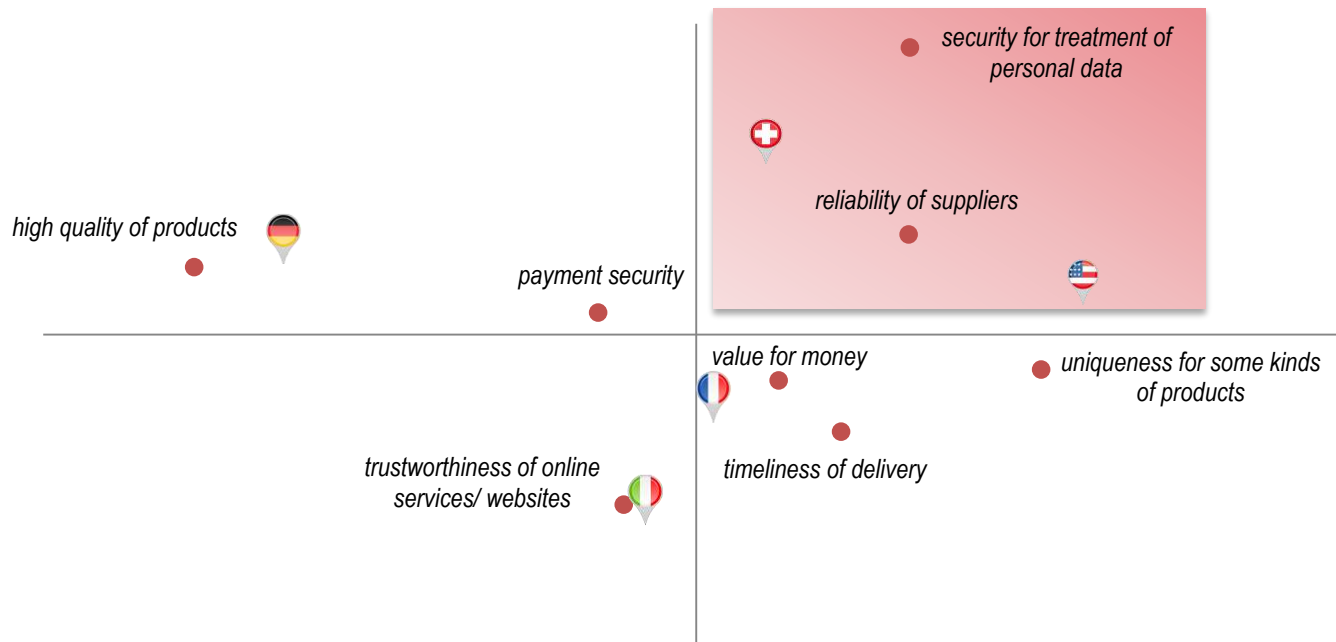 security for treatment of
personal data
reliability of suppliers
high quality of products
payment security
value for money
uniqueness for some kinds
of products
trustworthiness of online
services/ websites
timeliness of delivery